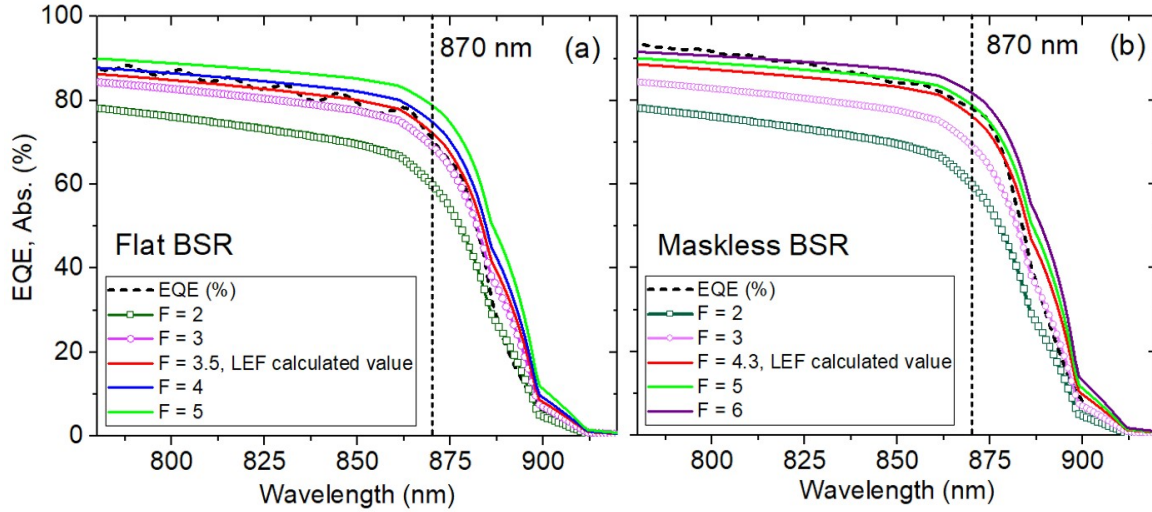 EQE, Abs. (%)
100
80
60
40
20
0
870 nm
(a)
Flat BSR
EQE (%)
F = 2
F = 3
F = 3.5, LEF calculated value
F = 4
F = 5
800
825
850
875
900
Wavelength (nm)
870 nm
(b)
Maskless BSR
EQE (%)
F = 2
F = 3
F = 4.3, LEF calculated value
F = 5
F = 6
800
825
850
875
900
Wavelength (nm)